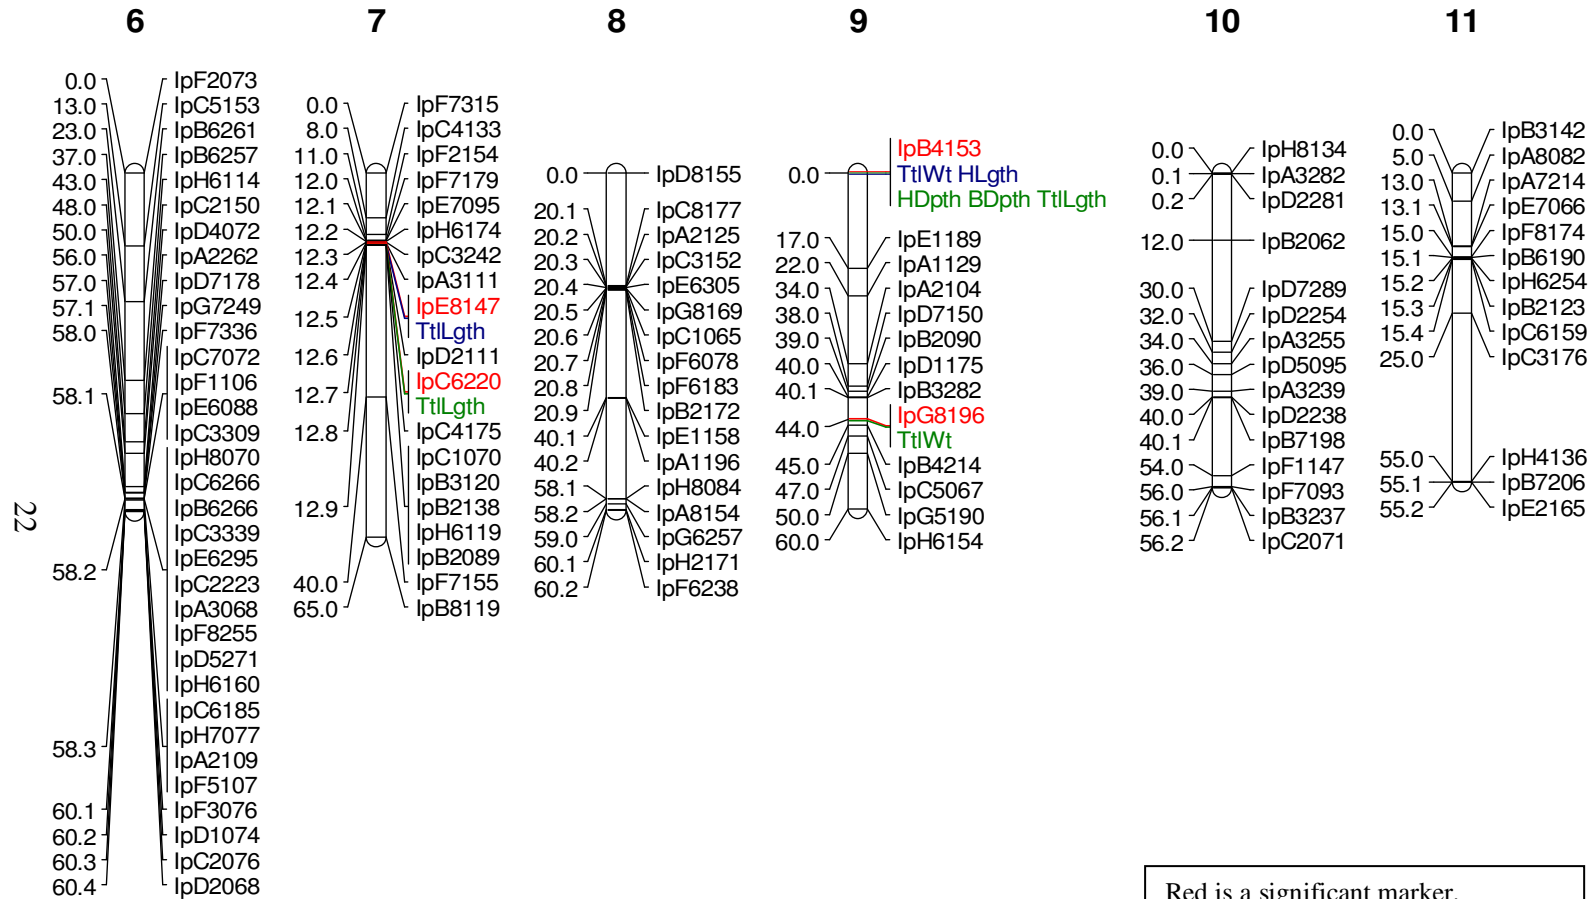 6 7 8 9 10 11
0.0 IpF2073
13.0 IpC5153
23.0 IpB6261
37.0 IpB6257
43.0 IpH6114
48.0 IpC2150
50.0 IpD4072
56.0 IpA2262
57.0 IpD7178
57.1 IpG7249
58.0 IpF7336
IpC7072
IpF1106
58.1 IpE6088
IpC3309
IpH8070
IpC6266
IpB6266
IpC3339
IpE6295
58.2 IpC2223
IpA3068
IpF8255
IpD5271
IpH6160
IpC6185
IpH7077
58.3 IpA2109
IpF5107
60.1 IpF3076
60.2 IpD1074
60.3 IpC2076
60.4 IpD2068
0.0 IpF7315
8.0 IpC4133
11.0 IpF2154
12.0 IpF7179
12.1 IpE7095
12.2 IpH6174
12.3 IpC3242
12.4 IpA3111
IpE8147
12.5 TtlLgth
12.6 IpD2111
IpC6220
12.7 TtlLgth
12.8 IpC4175
IpC1070
IpB3120
12.9 IpB2138
IpH6119
IpB2089
40.0 IpF7155
65.0 IpB8119
0.0 IpD8155
20.1 IpC8177
20.2 IpA2125
20.3 IpC3152
20.4 IpE6305
20.5 IpG8169
20.6 IpC1065
20.7 IpF6078
20.8 IpF6183
20.9 IpB2172
40.1 IpE1158
40.2 IpA1196
58.1 IpH8084
58.2 IpA8154
59.0 IpG6257
60.1 IpH2171
60.2 IpF6238
IpB4153
0.0 TtlWt HLgth
HDpth BDpth TtlLgth
17.0 IpE1189
22.0 IpA1129
34.0 IpA2104
38.0 IpD7150
39.0 IpB2090
40.0 IpD1175
40.1 IpB3282
IpG8196
44.0 TtlWt
45.0 IpB4214
47.0 IpC5067
50.0 IpG5190
60.0 IpH6154
0.0 IpH8134
0.1 IpA3282
0.2 IpD2281
12.0 IpB2062
30.0 IpD7289
32.0 IpD2254
34.0 IpA3255
36.0 IpD5095
39.0 IpA3239
40.0 IpD2238
40.1 IpB7198
54.0 IpF1147
56.0 IpF7093
56.1 IpB3237
56.2 IpC2071
0.0 IpB3142
5.0 IpA8082
13.0 IpA7214
13.1 IpE7066
15.0 IpF8174
15.1 IpB6190
15.2 IpH6254
15.3 IpB2123
15.4 IpC6159
25.0 IpC3176
55.0 IpH4136
55.1 IpB7206
55.2 IpE2165
22
Red is a significant marker.